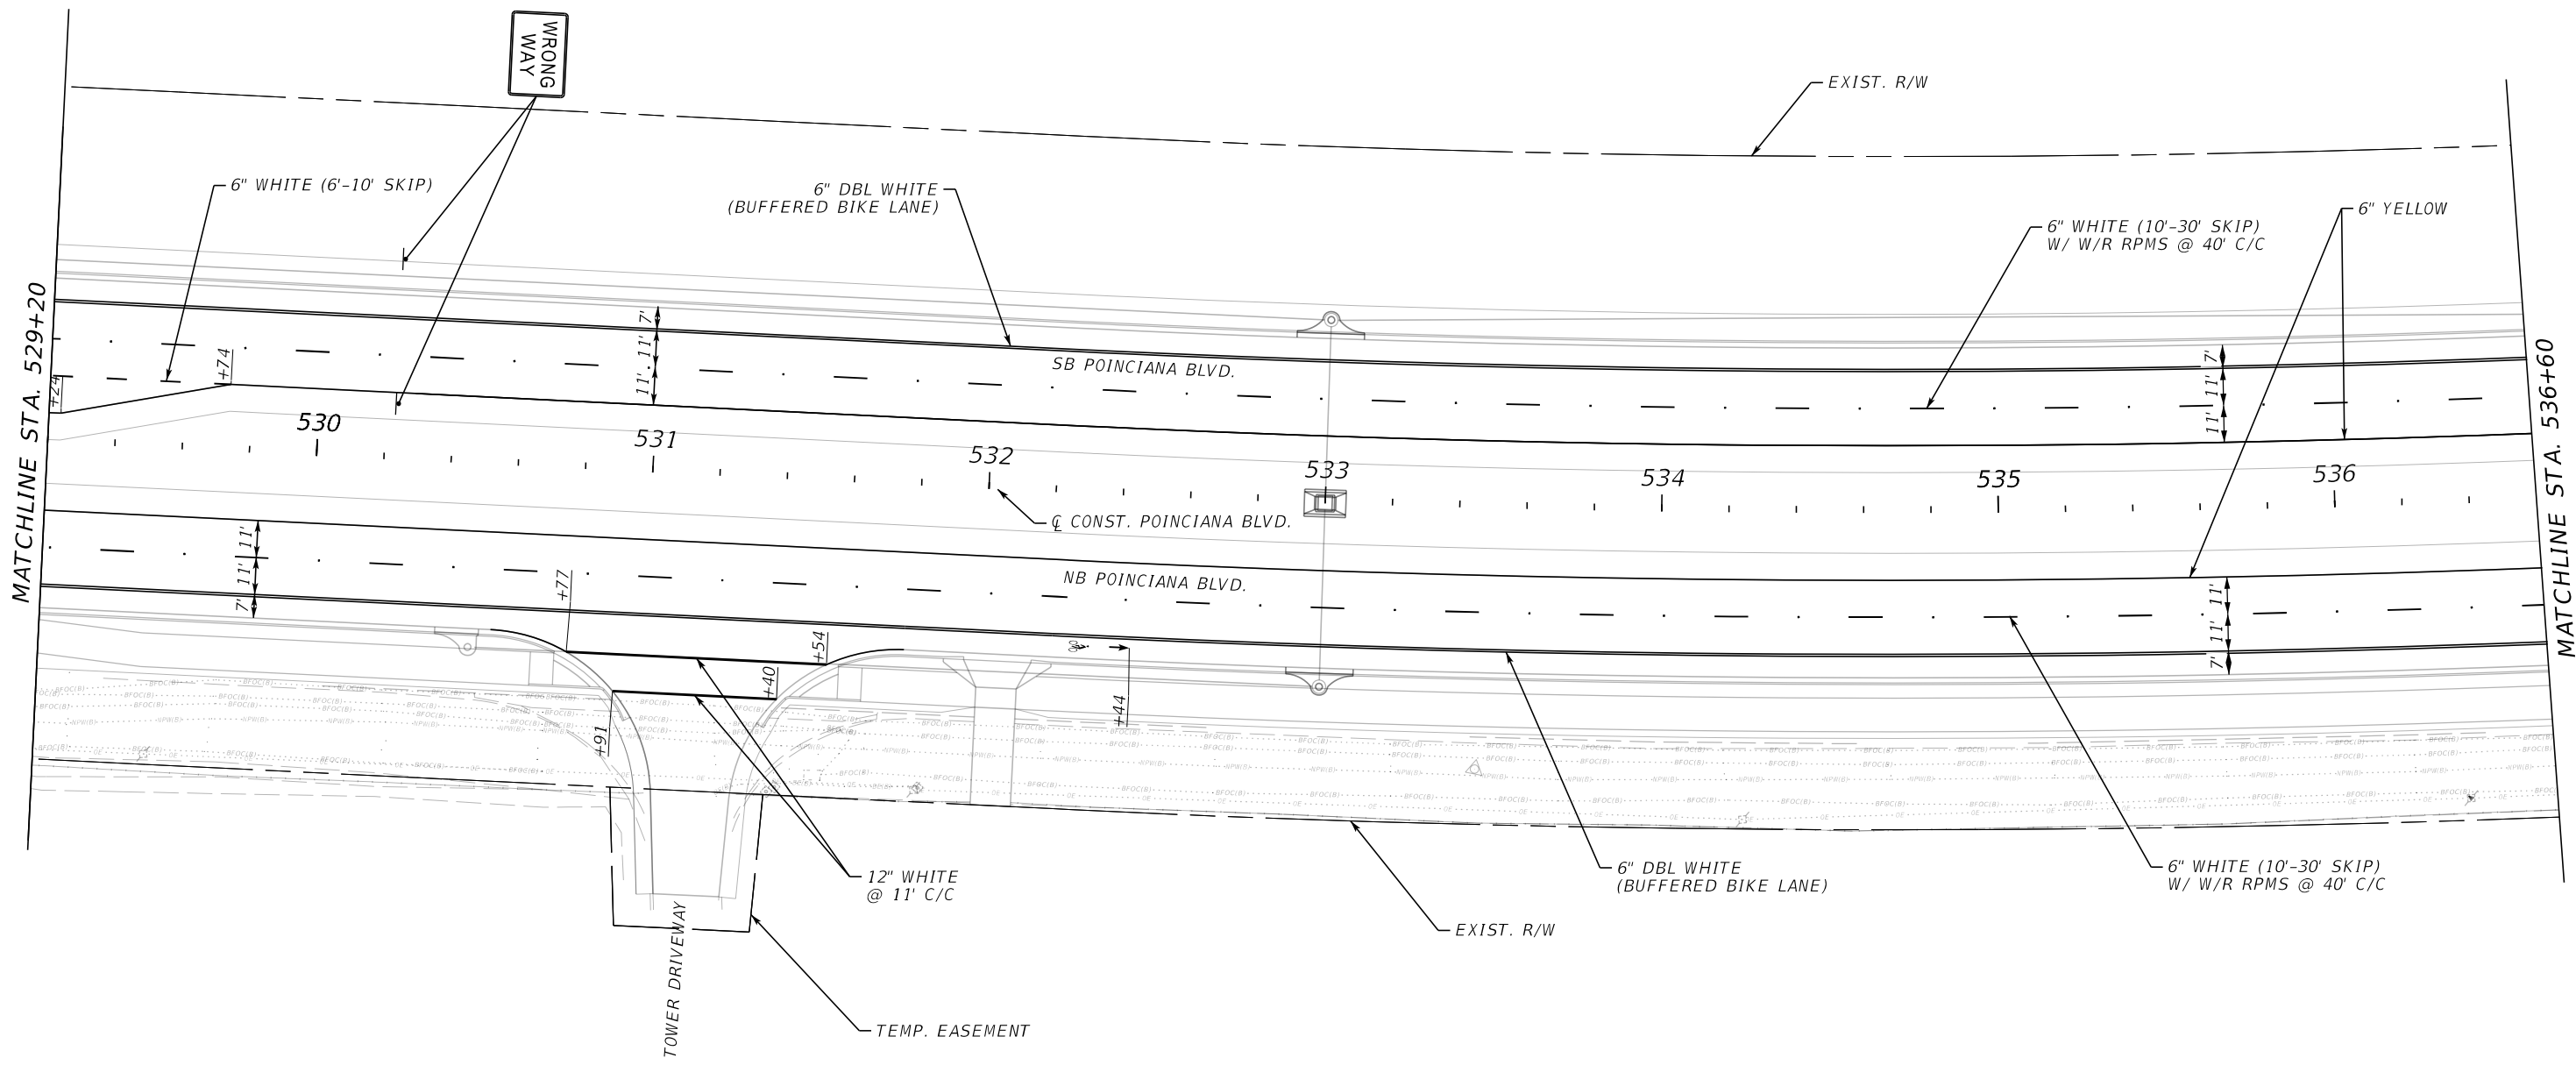 WRONG
WAY
EXIST. R/W
6" WHITE (6'-10' SKIP)
6" DBL WHITE
(BUFFERED BIKE LANE)
6" WHITE (10'-30' SKIP)
W/ W/R RPMS @ 40' C/C
6" YELLOW
MATCHLINE STA. 529+20
MATCHLINE STA. 536+60
+24
+74
7'
11'
11'
SB POINCIANA BLVD.
7'
11'
11'
530
531
532
533
534
535
536
℄ CONST. POINCIANA BLVD.
11'
11'
7'
+77
NB POINCIANA BLVD.
11'
11'
7'
+54
+40
+91
+44
BFOC(B)
NPW(B)
OE
12" WHITE
@ 11' C/C
6" DBL WHITE
(BUFFERED BIKE LANE)
6" WHITE (10'-30' SKIP)
W/ W/R RPMS @ 40' C/C
EXIST. R/W
TOWER DRIVEWAY
TEMP. EASEMENT